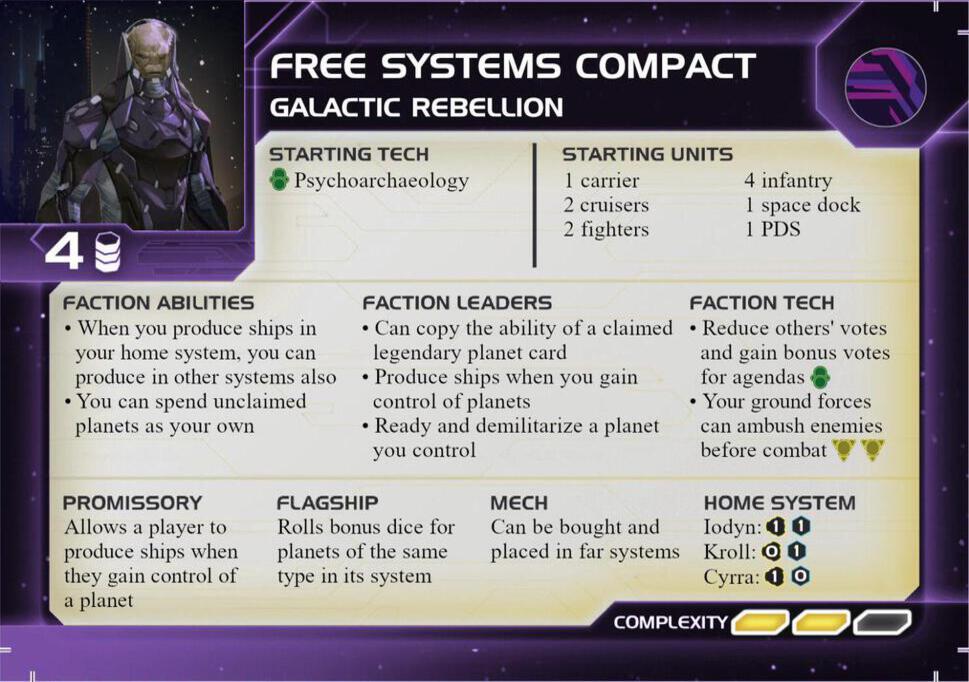 FREE SYSTEMS COMPACT
GALACTIC REBELLION
4
STARTING TECH
Psychoarchaeology
STARTING UNITS
1 carrier
2 cruisers
2 fighters
4 infantry
1 space dock
1 PDS
FACTION ABILITIES
• When you produce ships in
your home system, you can
produce in other systems also
• You can spend unclaimed
planets as your own
FACTION LEADERS
• Can copy the ability of a claimed
legendary planet card
• Produce ships when you gain
control of planets
• Ready and demilitarize a planet
you control
FACTION TECH
• Reduce others' votes
and gain bonus votes
for agendas
• Your ground forces
can ambush enemies
before combat
PROMISSORY
Allows a player to
produce ships when
they gain control of
a planet
FLAGSHIP
Rolls bonus dice for
planets of the same
type in its system
MECH
Can be bought and
placed in far systems
HOME SYSTEM
Iodyn: 1 1
Kroll: 0 1
Cyrra: 1 0
COMPLEXITY